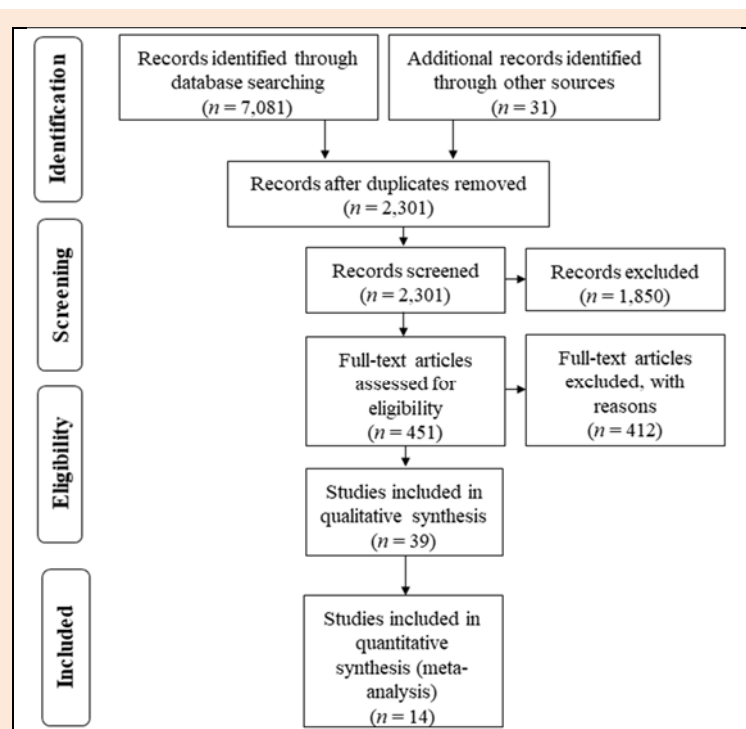 Identification
Records identified through
database searching
(n = 7,081)
Additional records identified
through other sources
(n = 31)
Records after duplicates removed
(n = 2,301)
Screening
Records screened
(n = 2,301)
Records excluded
(n = 1,850)
Eligibility
Full-text articles
assessed for
eligibility
(n = 451)
Full-text articles
excluded, with
reasons
(n = 412)
Studies included in
qualitative synthesis
(n = 39)
Included
Studies included in
quantitative
synthesis (meta-
analysis)
(n = 14)